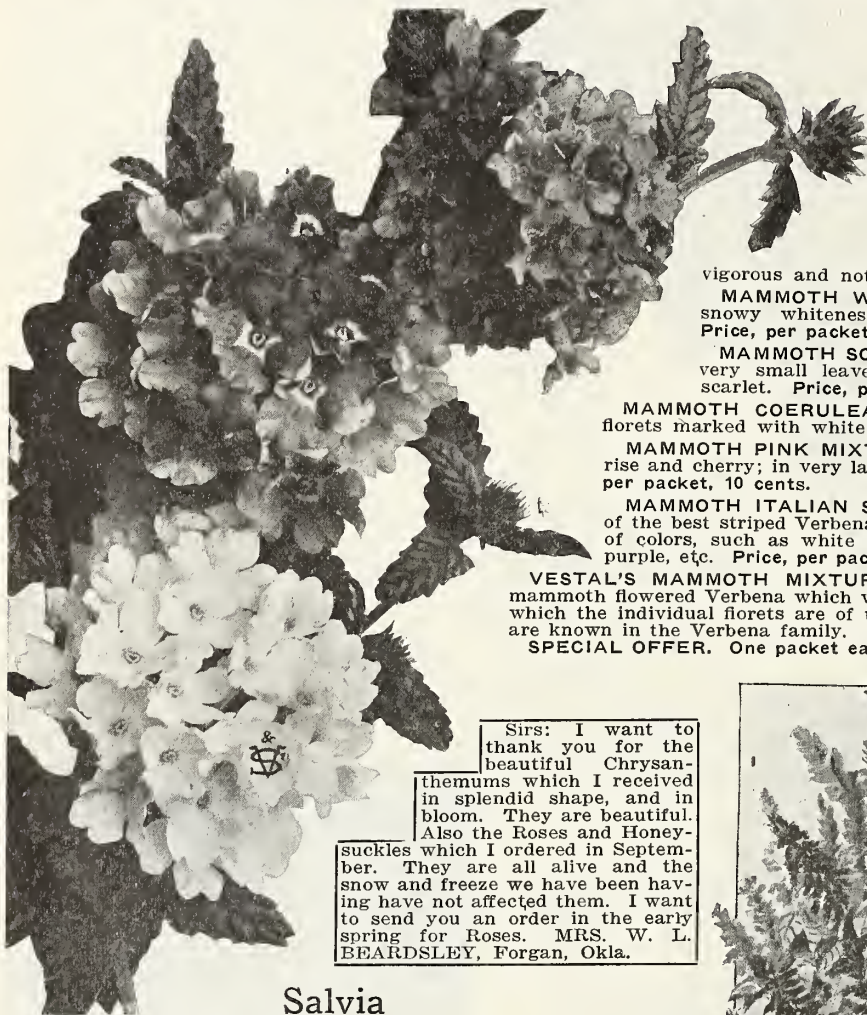 vigorous and not
MAMMOTH W
snowy whitenes
Price, per packet
MAMMOTH SC
very small leave
scarlet. Price, p
MAMMOTH COERULEA
florets marked with white
MAMMOTH PINK MIXT
rise and cherry; in very la
per packet, 10 cents.
MAMMOTH ITALIAN S
of the best striped Verbena
of colors, such as white
purple, etc. Price, per pac
VESTAL'S MAMMOTH MIXTUR
mammoth flowered Verbena which v
which the individual florets are of
are known in the Verbena family.
SPECIAL OFFER. One packet ea
Sirs: I want to
thank you for the
beautiful Chrysan-
themums which I received
in splendid shape, and in
bloom. They are beautiful.
Also the Roses and Honey-
suckles which I ordered in Septem-
ber. They are all alive and the
snow and freeze we have been hav-
ing have not affected them. I want
to send you an order in the early
spring for Roses. MRS. W. L.
BEARDSLEY, Forgan, Okla.
Salvia